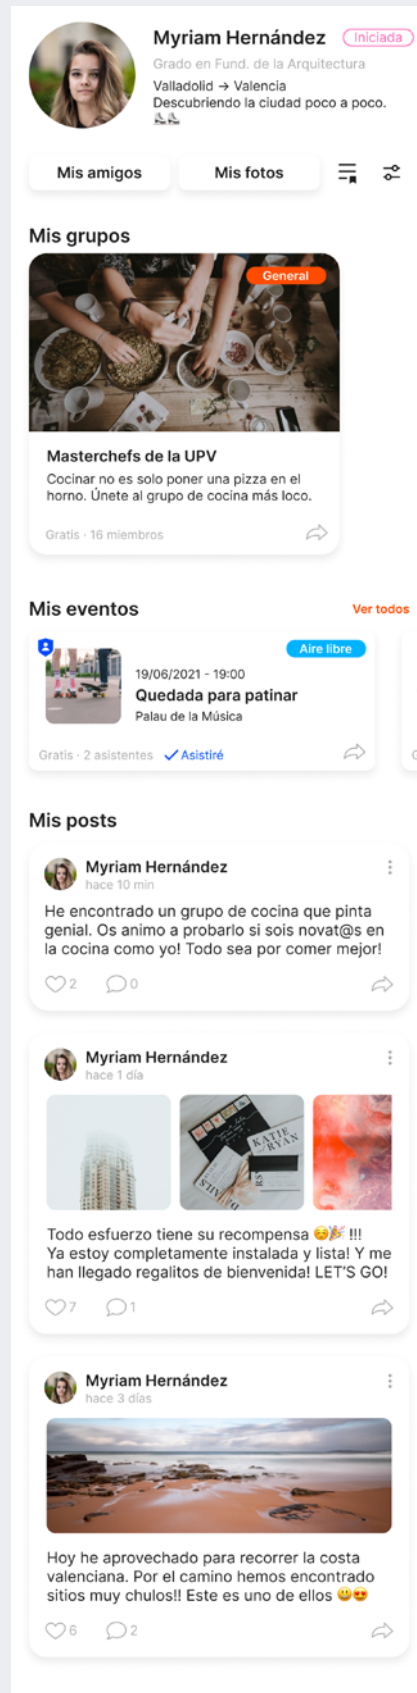 Myriam Hernández Iniciada
Grado en Fund. de la Arquitectura
Valladolid → Valencia
Descubriendo la ciudad poco a poco.
⛸⛸
Mis amigos Mis fotos
Mis grupos
General
Masterchefs de la UPV
Cocinar no es solo poner una pizza en el
horno. Únete al grupo de cocina más loco.
Gratis · 16 miembros
Mis eventos Ver todos
Aire libre
19/06/2021 - 19:00
Quedada para patinar
Palau de la Música
Gratis · 2 asistentes ✓ Asistiré
G
Mis posts
Myriam Hernández
hace 10 min
He encontrado un grupo de cocina que pinta
genial. Os animo a probarlo si sois novat@s en
la cocina como yo! Todo sea por comer mejor!
2 0
Myriam Hernández
hace 1 día
KATIE
RYAN
Todo esfuerzo tiene su recompensa ☺️🎉 !!!
Ya estoy completamente instalada y lista! Y me
han llegado regalitos de bienvenida! LET'S GO!
7 1
Myriam Hernández
hace 3 días
Hoy he aprovechado para recorrer la costa
valenciana. Por el camino hemos encontrado
sitios muy chulos!! Este es uno de ellos 😃😍
6 2